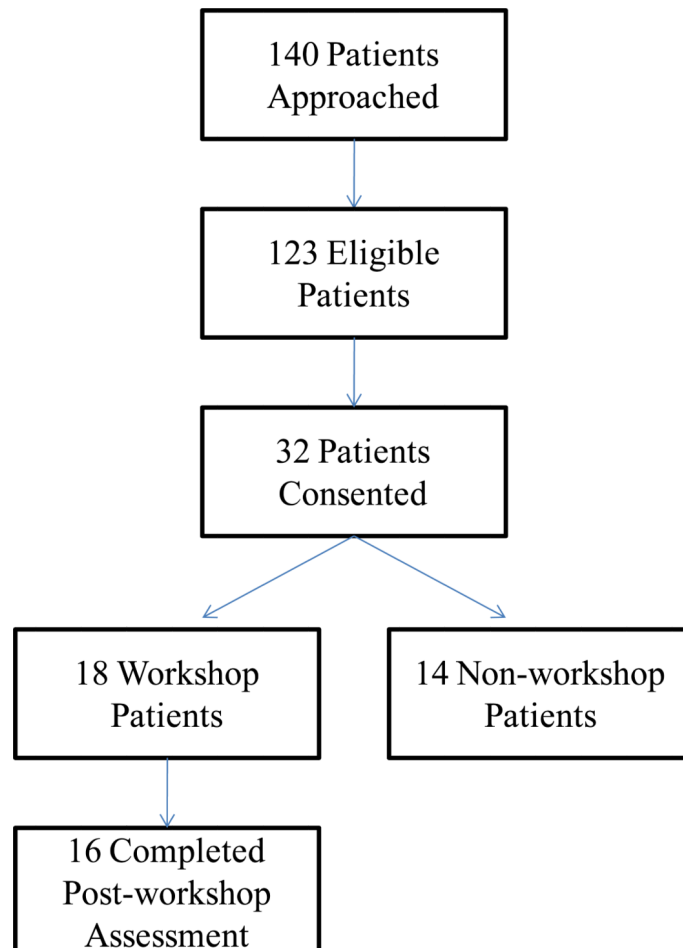 140 Patients
Approached
123 Eligible
Patients
32 Patients
Consented
18 Workshop
Patients
14 Non-workshop
Patients
16 Completed
Post-workshop
Assessment